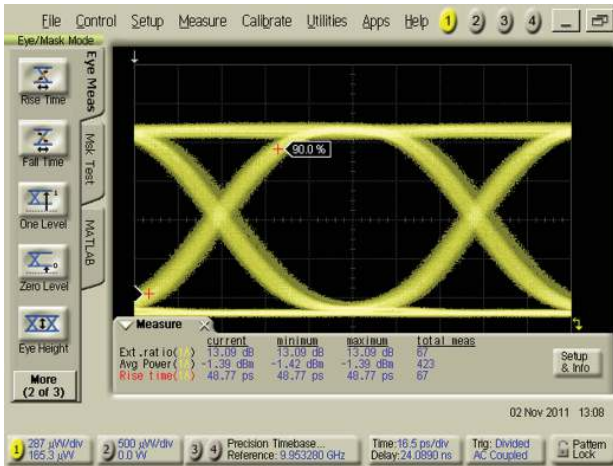 File Control Setup Measure Calibrate Utilities Apps Help 1 2 3 4
Eye/Mask Mode
Eye Meas
Msk Test
MATLAB
Rise Time
Fall Time
One Level
Zero Level
Eye Height
More
(2 of 3)
90.0 %
Measure
current minimum maximum total meas
Ext.ratio( ) 13.09 dB 13.09 dB 13.09 dB 67
Avg Power( ) -1.39 dBm -1.42 dBm -1.39 dBm 423
Rise time( ) 48.77 ps 48.77 ps 48.77 ps 67
Setup
& Info
02 Nov 2011 13:08
1 287 µW/div
165.3 µW
2 500 µW/div
0.0 W
3 4 Precision Timebase...
Reference: 9.953280 GHz
Time:16.5 ps/div
Delay:24.0890 ns
Trig: Divided
AC Coupled
Pattern
Lock